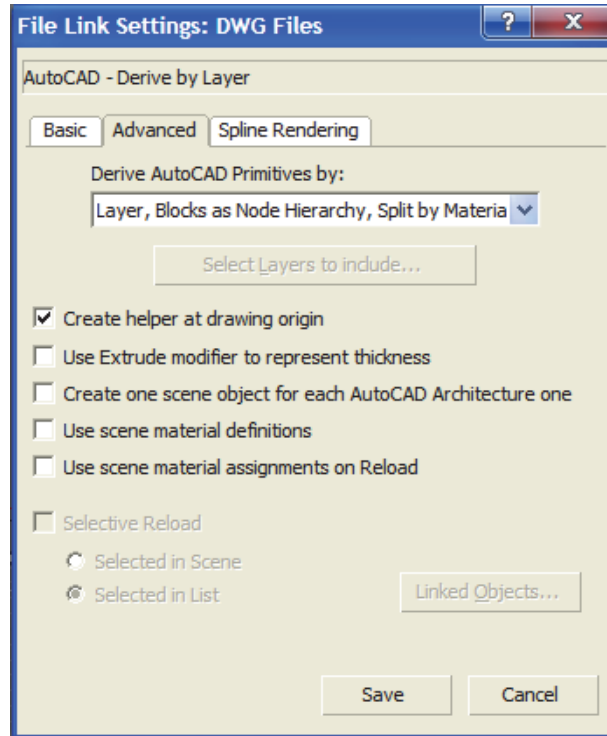 File Link Settings: DWG Files
AutoCAD - Derive by Layer
Basic Advanced Spline Rendering
Derive AutoCAD Primitives by:
Layer, Blocks as Node Hierarchy, Split by Materia
Select Layers to include...
Create helper at drawing origin
Use Extrude modifier to represent thickness
Create one scene object for each AutoCAD Architecture one
Use scene material definitions
Use scene material assignments on Reload
Selective Reload
Selected in Scene
Selected in List
Linked Objects...
Save Cancel